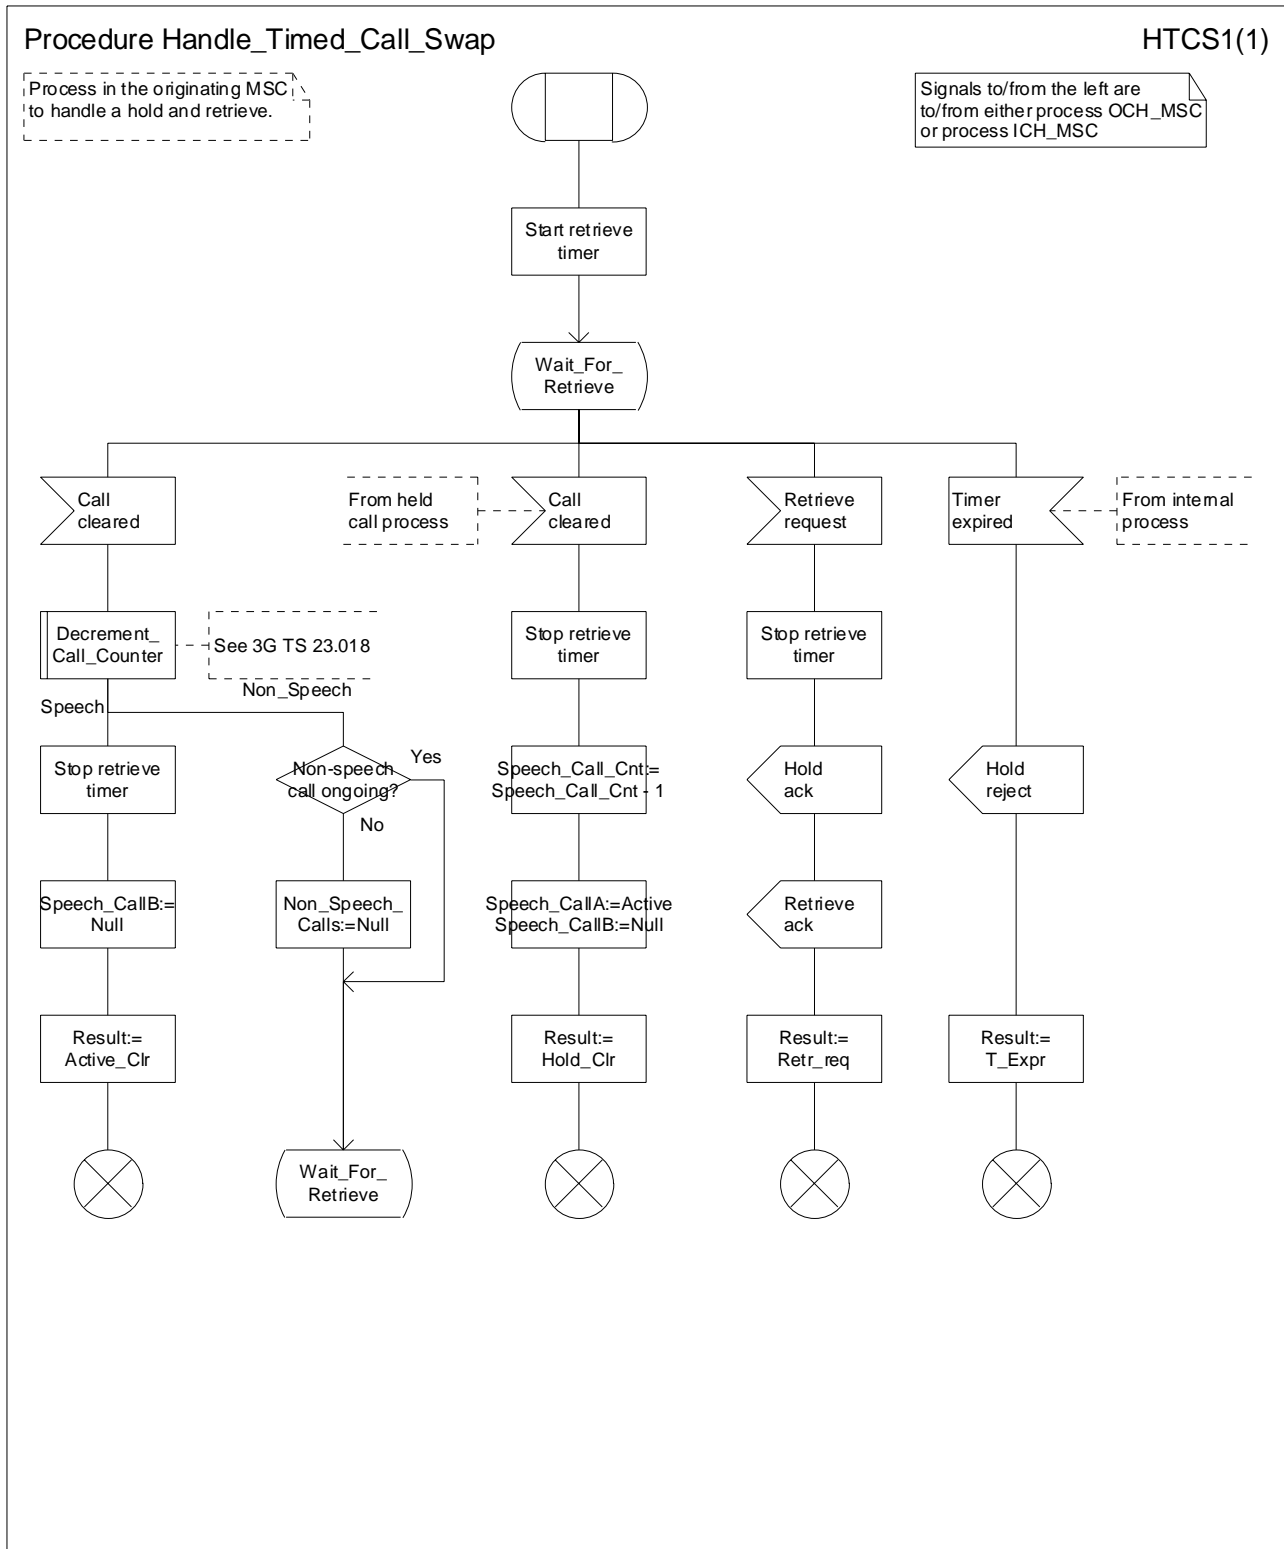 Procedure Handle_Timed_Call_Swap
HTCS1(1)
Process in the originating MSC
to handle a hold and retrieve.
Signals to/from the left are
to/from either process OCH_MSC
or process ICH_MSC
Start retrieve
timer
Wait_For_
Retrieve
Call
cleared
From held
call process
Call
cleared
Retrieve
request
Timer
expired
From internal
process
Decrement_
Call_Counter
See 3G TS 23.018
Stop retrieve
timer
Stop retrieve
timer
Speech
Non_Speech
Stop retrieve
timer
Non-speech
call ongoing?
Yes
No
Speech_Call_Cnt:=
Speech_Call_Cnt - 1
Hold
ack
Hold
reject
Speech_CallB:=
Null
Non_Speech_
Calls:=Null
Speech_CallA:=Active
Speech_CallB:=Null
Retrieve
ack
Result:=
Active_Clr
Result:=
Hold_Clr
Result:=
Retr_req
Result:=
T_Expr
Wait_For_
Retrieve